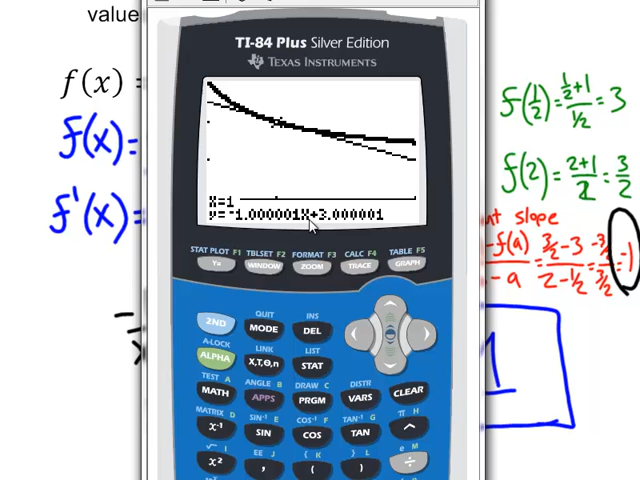 value
f(x) =
f(x)=
f'(x)=
TI-84 Plus Silver Edition
TEXAS INSTRUMENTS
X=1
y=-1.000001X+3.000001
STAT PLOT F1 TBLSET F2 FORMAT F3 CALC F4 TABLE F5
Y= WINDOW ZOOM TRACE GRAPH
QUIT INS
2ND MODE DEL
A-LOCK LINK LIST
ALPHA X,T,Θ,n STAT
TEST A ANGLE B DRAW C DISTR
MATH APPS PRGM VARS CLEAR
MATRIX D SIN⁻¹ E COS⁻¹ F TAN⁻¹ G π H
x⁻¹ SIN COS TAN ^
√ I EE J { K } L
x² , ( ) ÷
f(1/2) = (1/2+1)/(1/2) = 3
f(2) = (2+1)/2 = 3/2
nt slope
-f(a)/-a = (3/2-3)/(2-1/2) = (-3/2)/(3/2) = -1
1